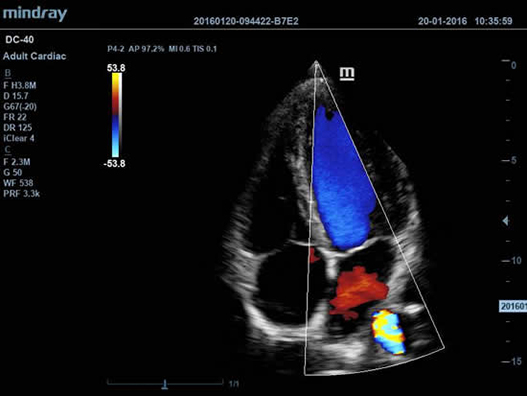 mindray
20160120-094422-B7E2
20-01-2016
10:35:59
DC-40
Adult Cardiac
P4-2 AP 97.2% MI 0.6 TIS 0.1
B
F H3.8M
D 15.7
G67(-20)
FR 22
DR 125
iClear 4
C
F 2.3M
G 50
WF 538
PRF 3.3k
53.8
-53.8
m
0
5
10
201601
15
1/1